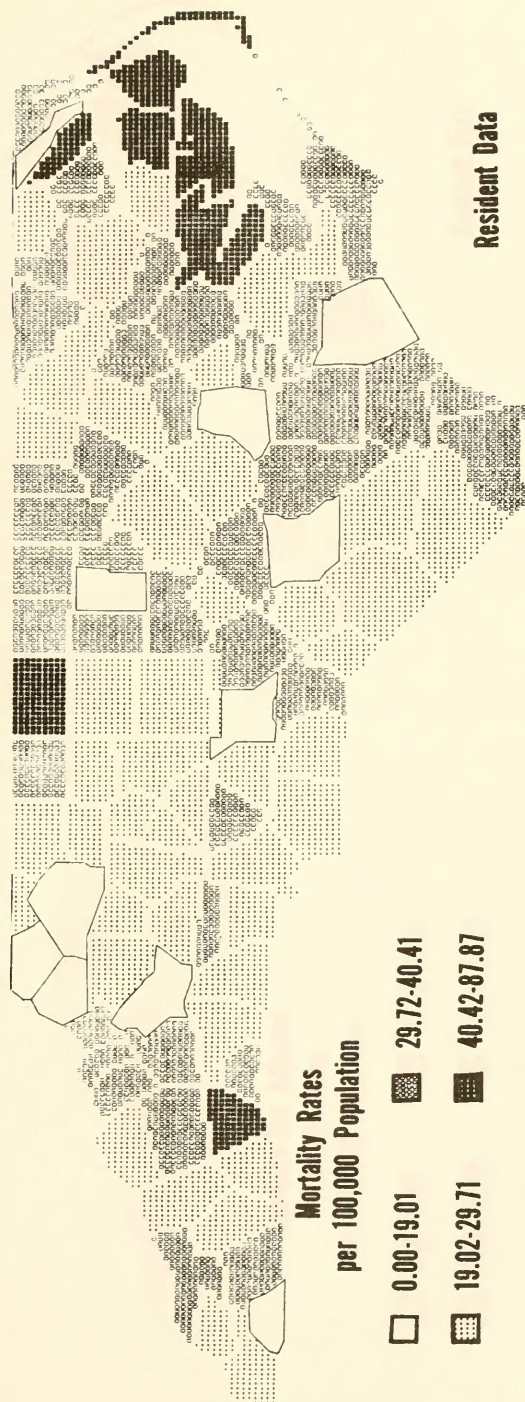 Mortality Rates
per 100,000 Population
0.00-19.01
29.72-40.41
19.02-29.71
40.42-87.87
Resident Data